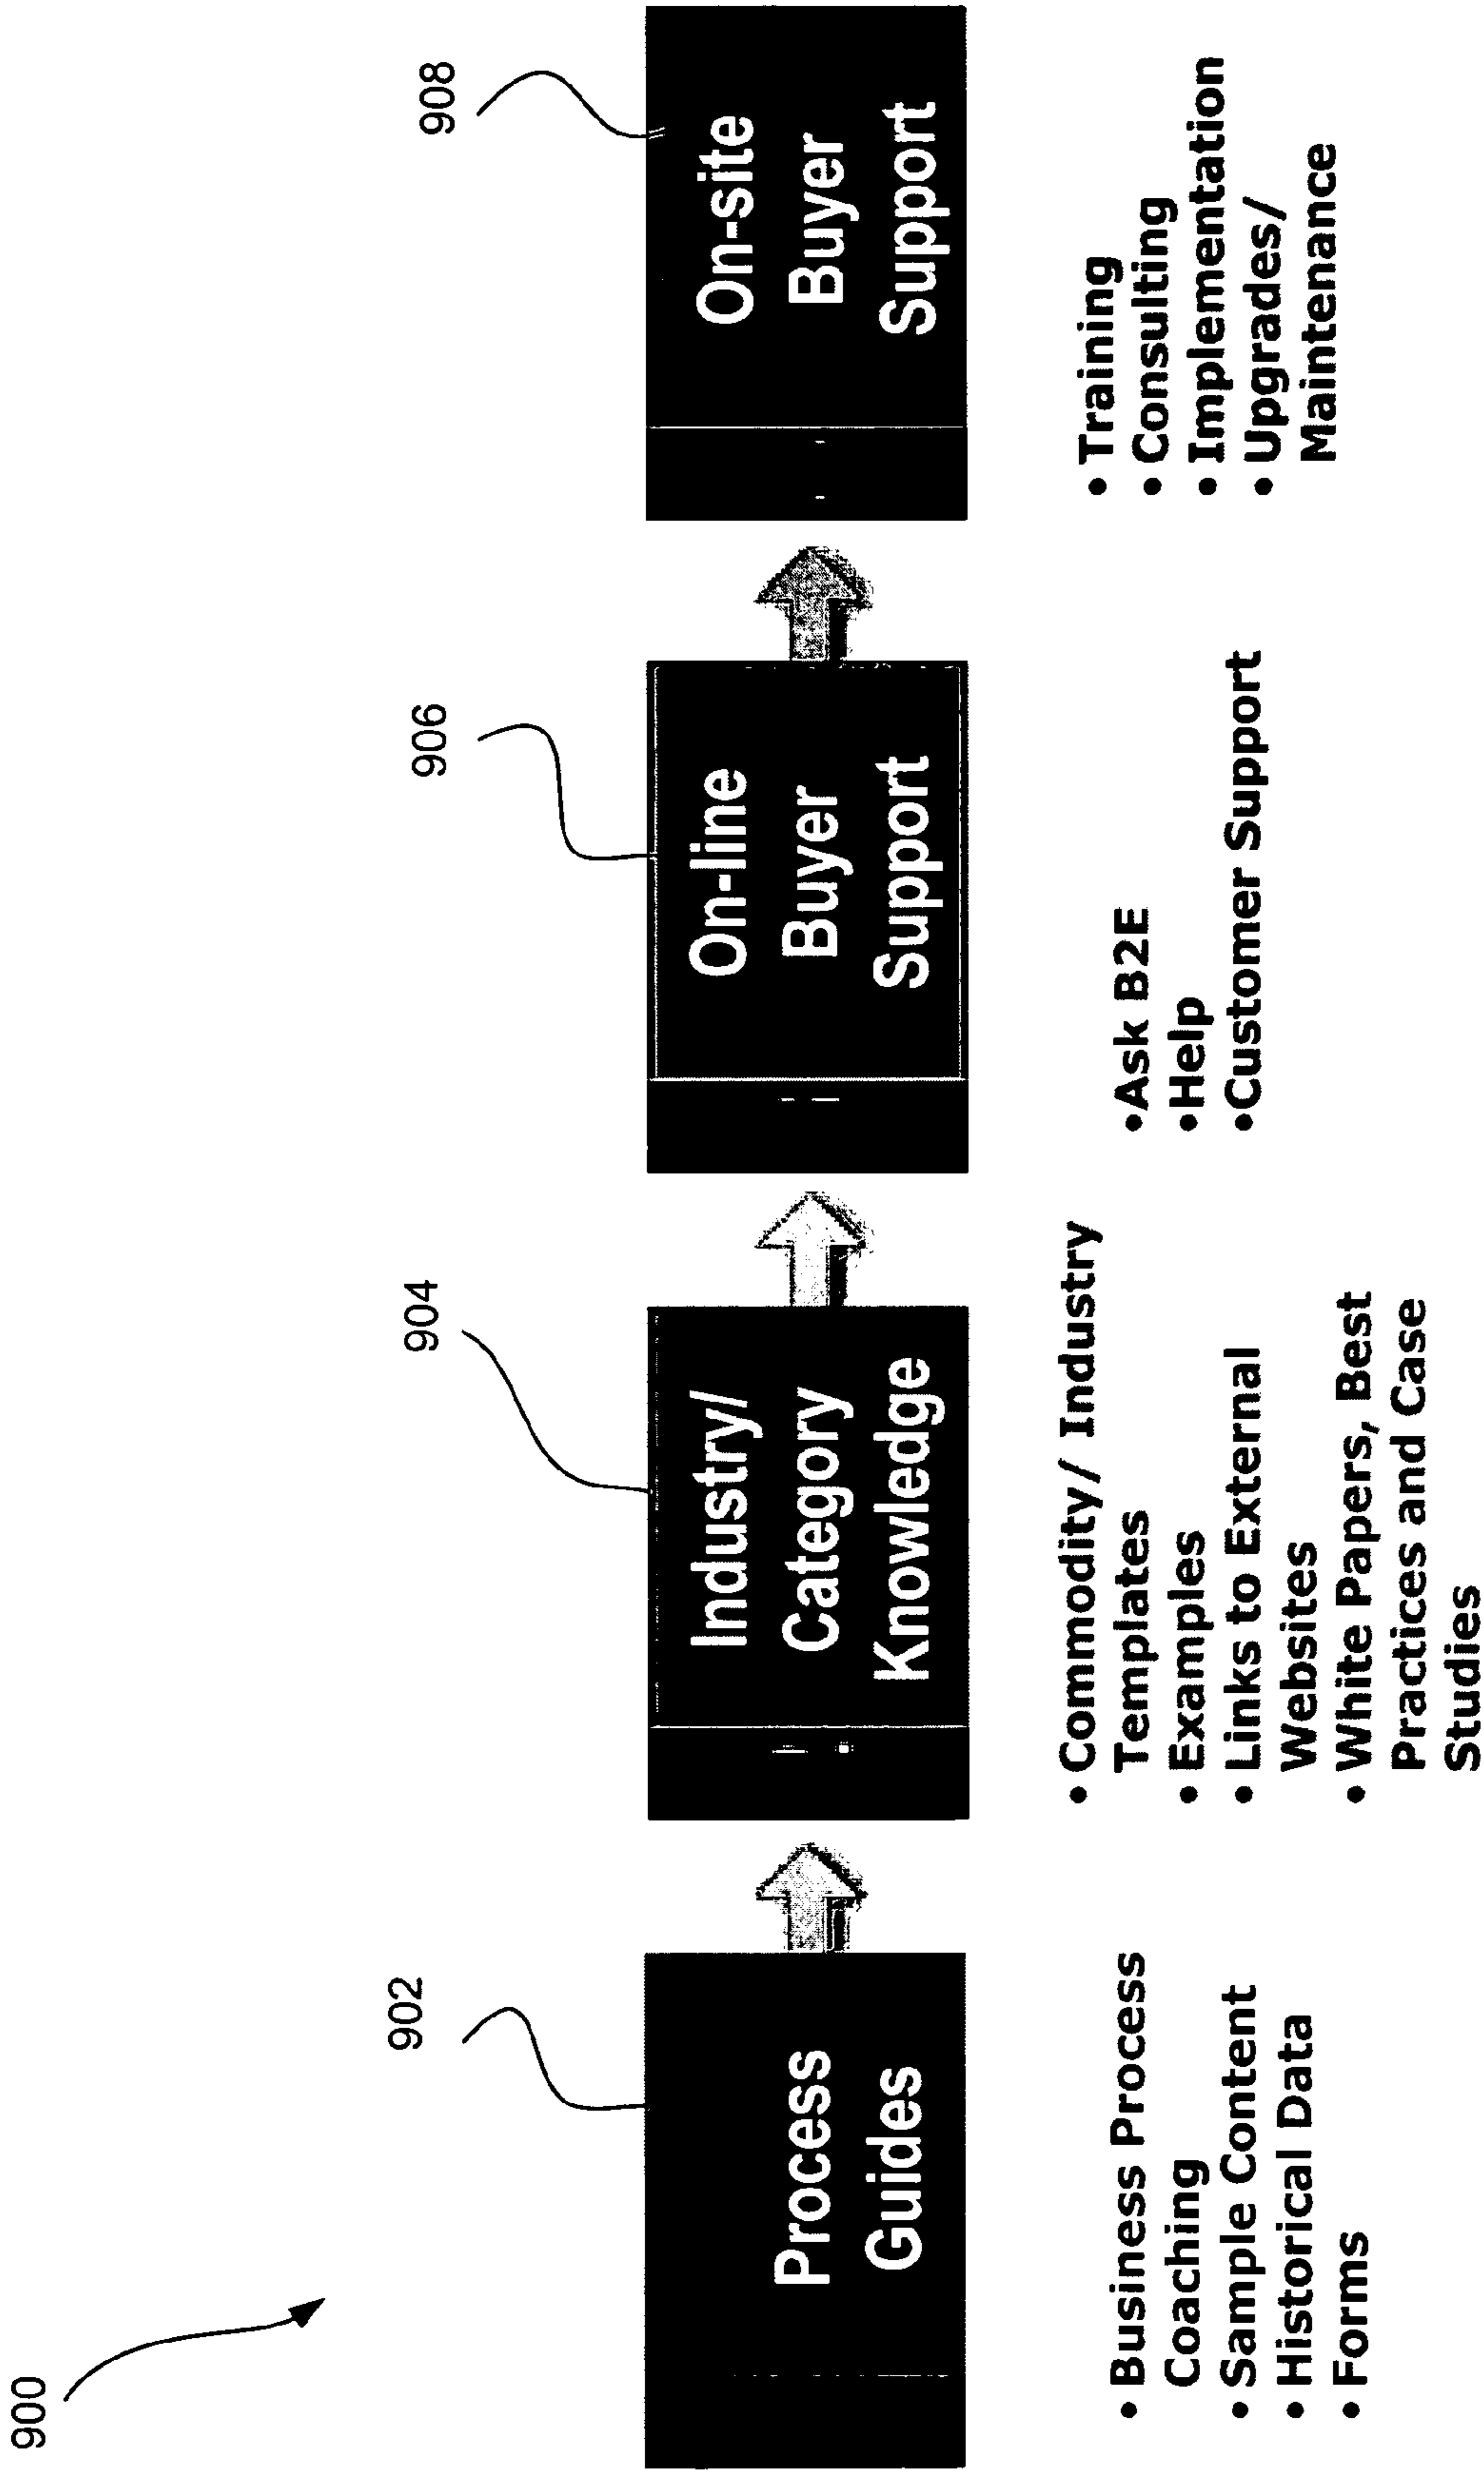 900
902
Process
Guides
• Business Process
Coaching
• Sample Content
• Historical Data
• Forms
904
Industry/
Category
Knowledge
• Commodity/ Industry
Templates
• Examples
• Links to External
Websites
• White Papers, Best
Practices and Case
Studies
906
On-line
Buyer
Support
•Ask B2E
•Help
•Customer Support
908
On-site
Buyer
Support
• Training
• Consulting
• Implementation
• Upgrades/
Maintenance